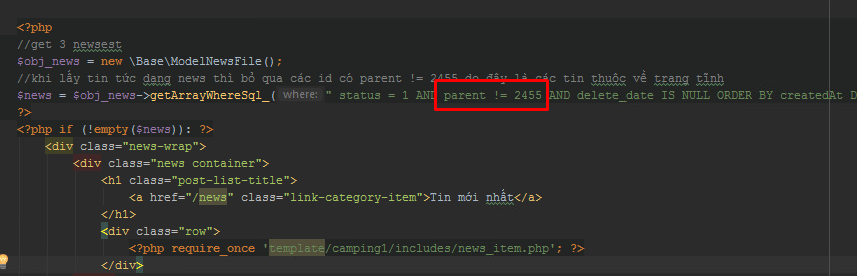 <?php
//get 3 newsest
$obj_news = new \Base\ModelNewsFile();
//khi lấy tin tức dạng news thì bỏ qua các id có parent != 2455 do đây là các tin thuộc về trang tĩnh
$news = $obj_news->getArrayWhereSql_( where: " status = 1 AND parent != 2455 AND delete_date IS NULL ORDER BY createdAt D
?>
<?php if (!empty($news)): ?>
<div class="news-wrap">
<div class="news container">
<h1 class="post-list-title">
<a href="/news" class="link-category-item">Tin mới nhất</a>
</h1>
<div class="row">
<?php require_once 'template/camping1/includes/news_item.php'; ?>
</div>